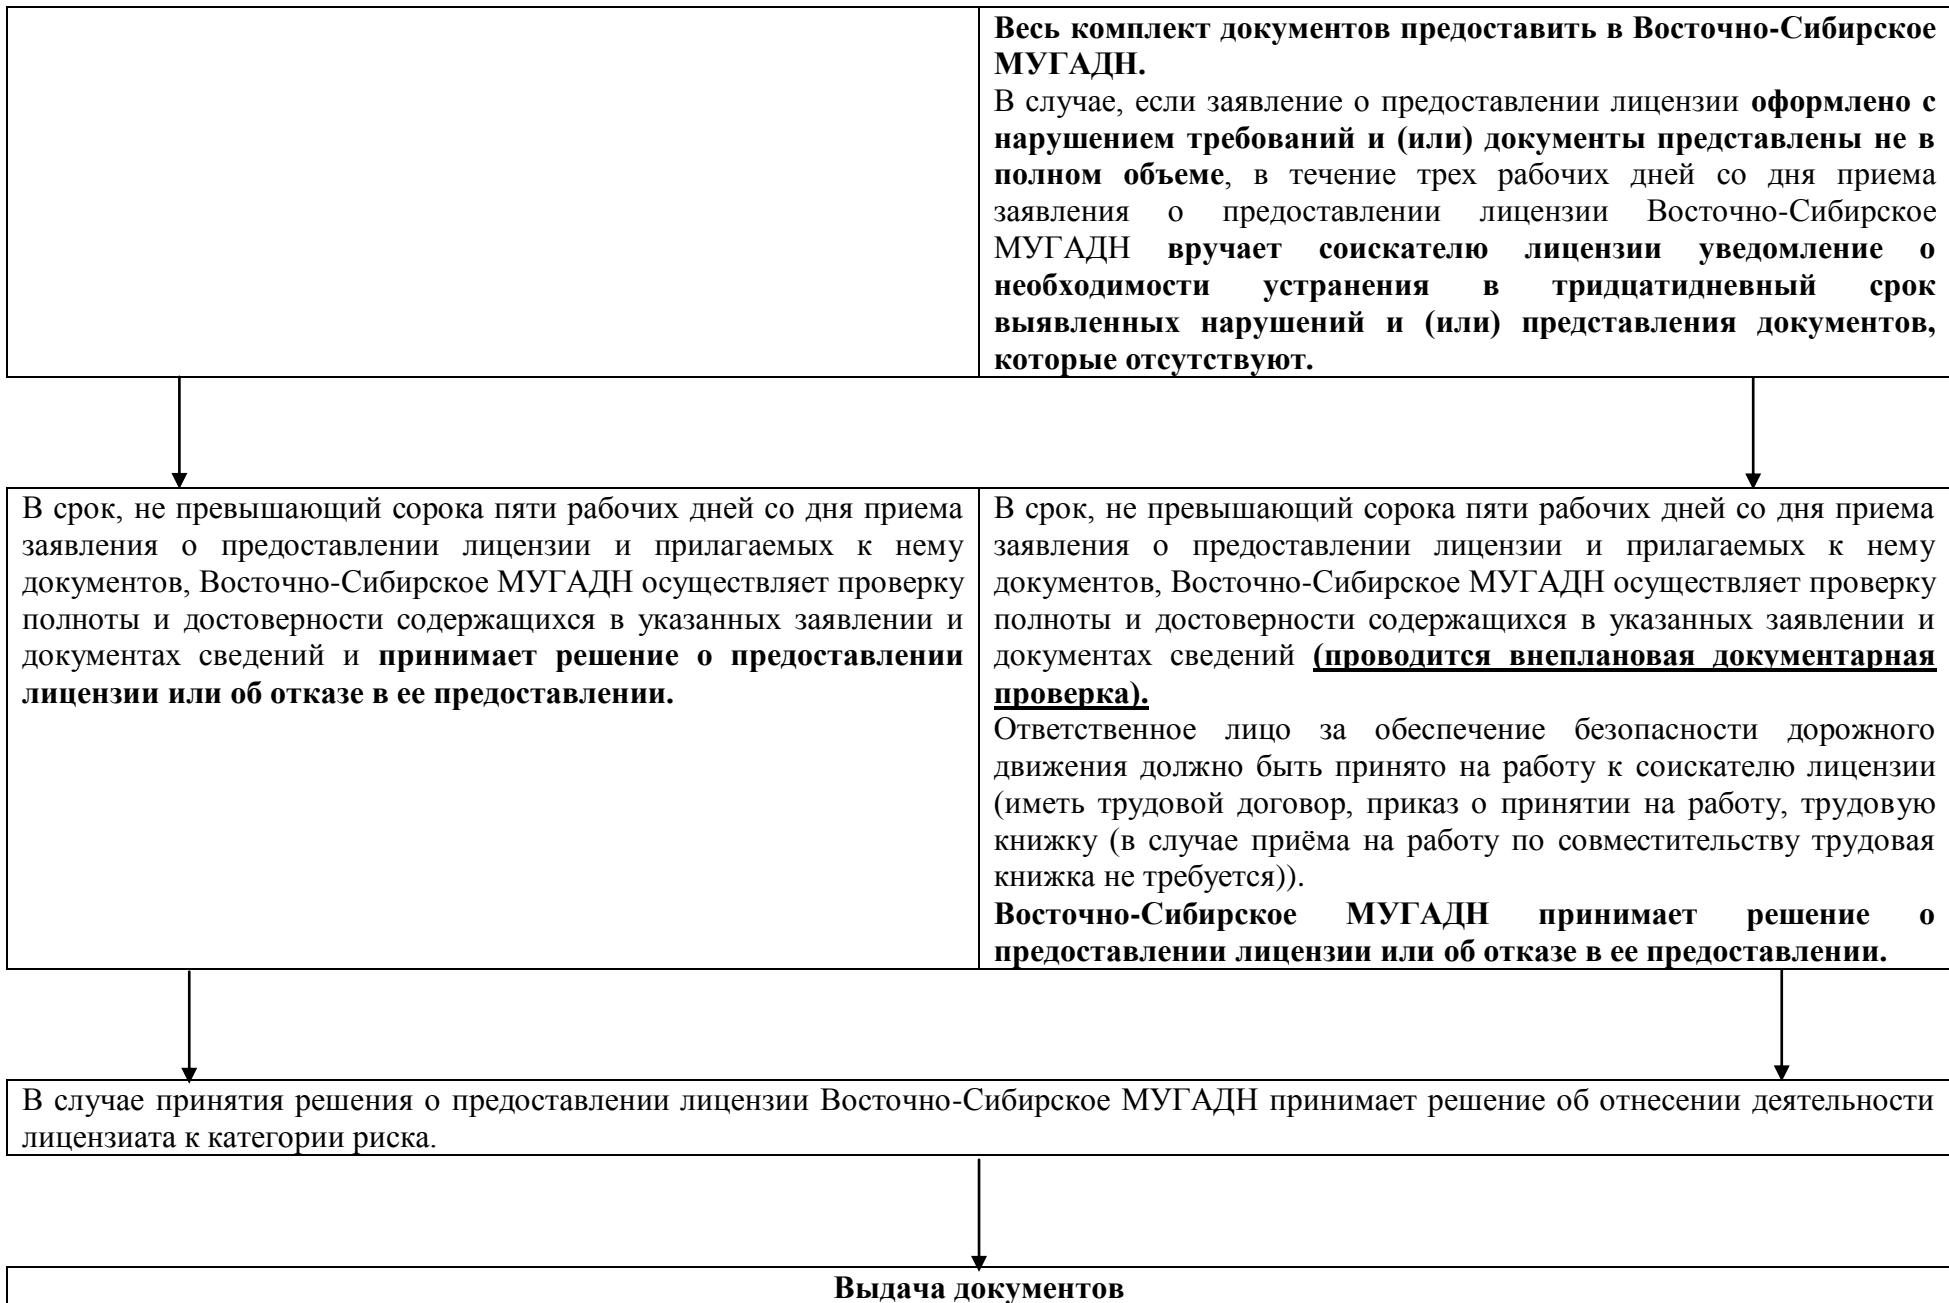 Весь комплект документов предоставить в Восточно-Сибирское
МУГАДН.
В случае, если заявление о предоставлении лицензии оформлено с
нарушением требований и (или) документы представлены не в
полном объеме, в течение трех рабочих дней со дня приема
заявления о предоставлении лицензии Восточно-Сибирское
МУГАДН вручает соискателю лицензии уведомление о
необходимости устранения в тридцатидневный срок
выявленных нарушений и (или) представления документов,
которые отсутствуют.
В срок, не превышающий сорока пяти рабочих дней со дня приема
заявления о предоставлении лицензии и прилагаемых к нему
документов, Восточно-Сибирское МУГАДН осуществляет проверку
полноты и достоверности содержащихся в указанных заявлении и
документах сведений и принимает решение о предоставлении
лицензии или об отказе в ее предоставлении.
В срок, не превышающий сорока пяти рабочих дней со дня приема
заявления о предоставлении лицензии и прилагаемых к нему
документов, Восточно-Сибирское МУГАДН осуществляет проверку
полноты и достоверности содержащихся в указанных заявлении и
документах сведений (проводится внеплановая документарная
проверка).
Ответственное лицо за обеспечение безопасности дорожного
движения должно быть принято на работу к соискателю лицензии
(иметь трудовой договор, приказ о принятии на работу, трудовую
книжку (в случае приёма на работу по совместительству трудовая
книжка не требуется)).
Восточно-Сибирское МУГАДН принимает решение о
предоставлении лицензии или об отказе в ее предоставлении.
В случае принятия решения о предоставлении лицензии Восточно-Сибирское МУГАДН принимает решение об отнесении деятельности
лицензиата к категории риска.
Выдача документов